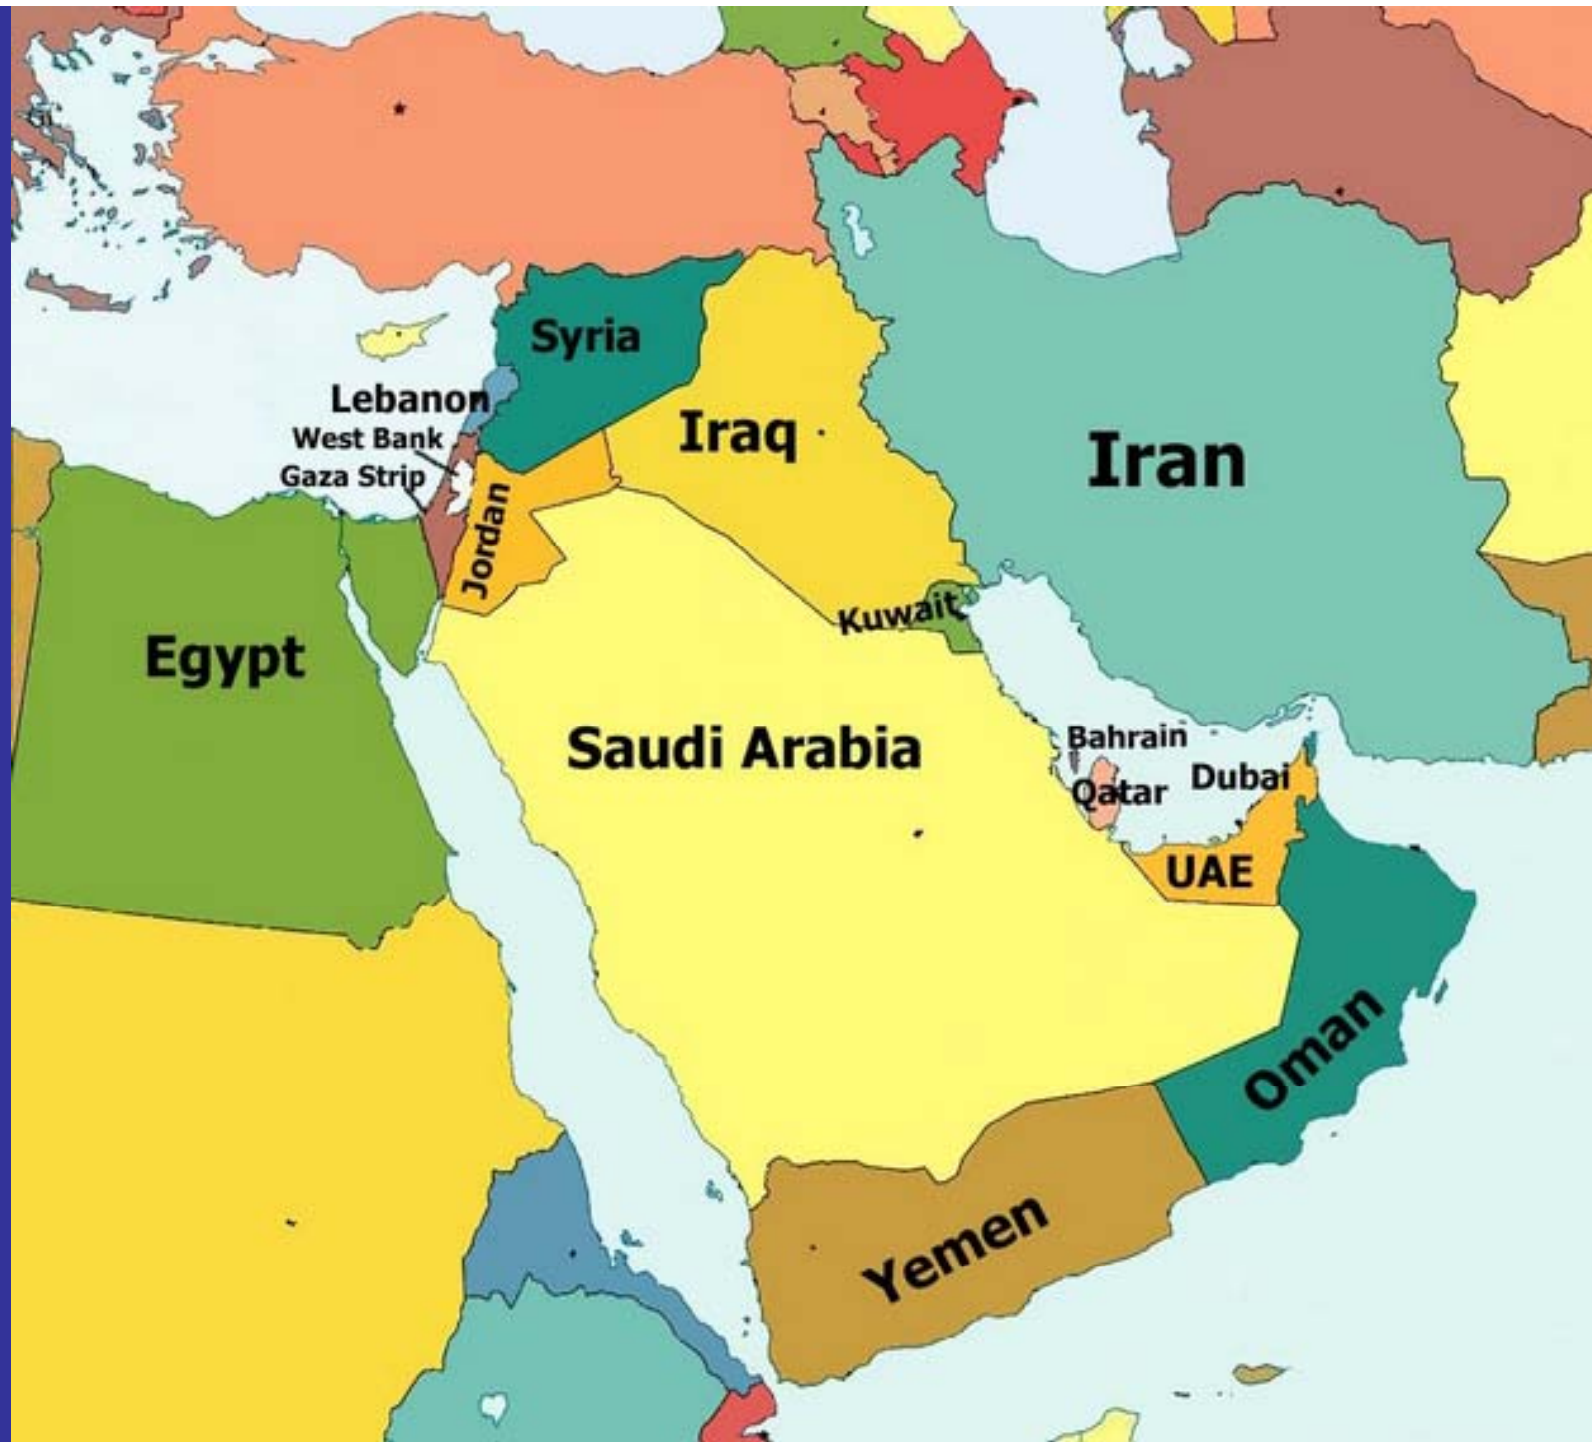 Syria
Lebanon
West Bank
Gaza Strip
Iraq
Iran
Jordan
Kuwait
Egypt
Saudi Arabia
Bahrain
Qatar
Dubai
UAE
Oman
Yemen